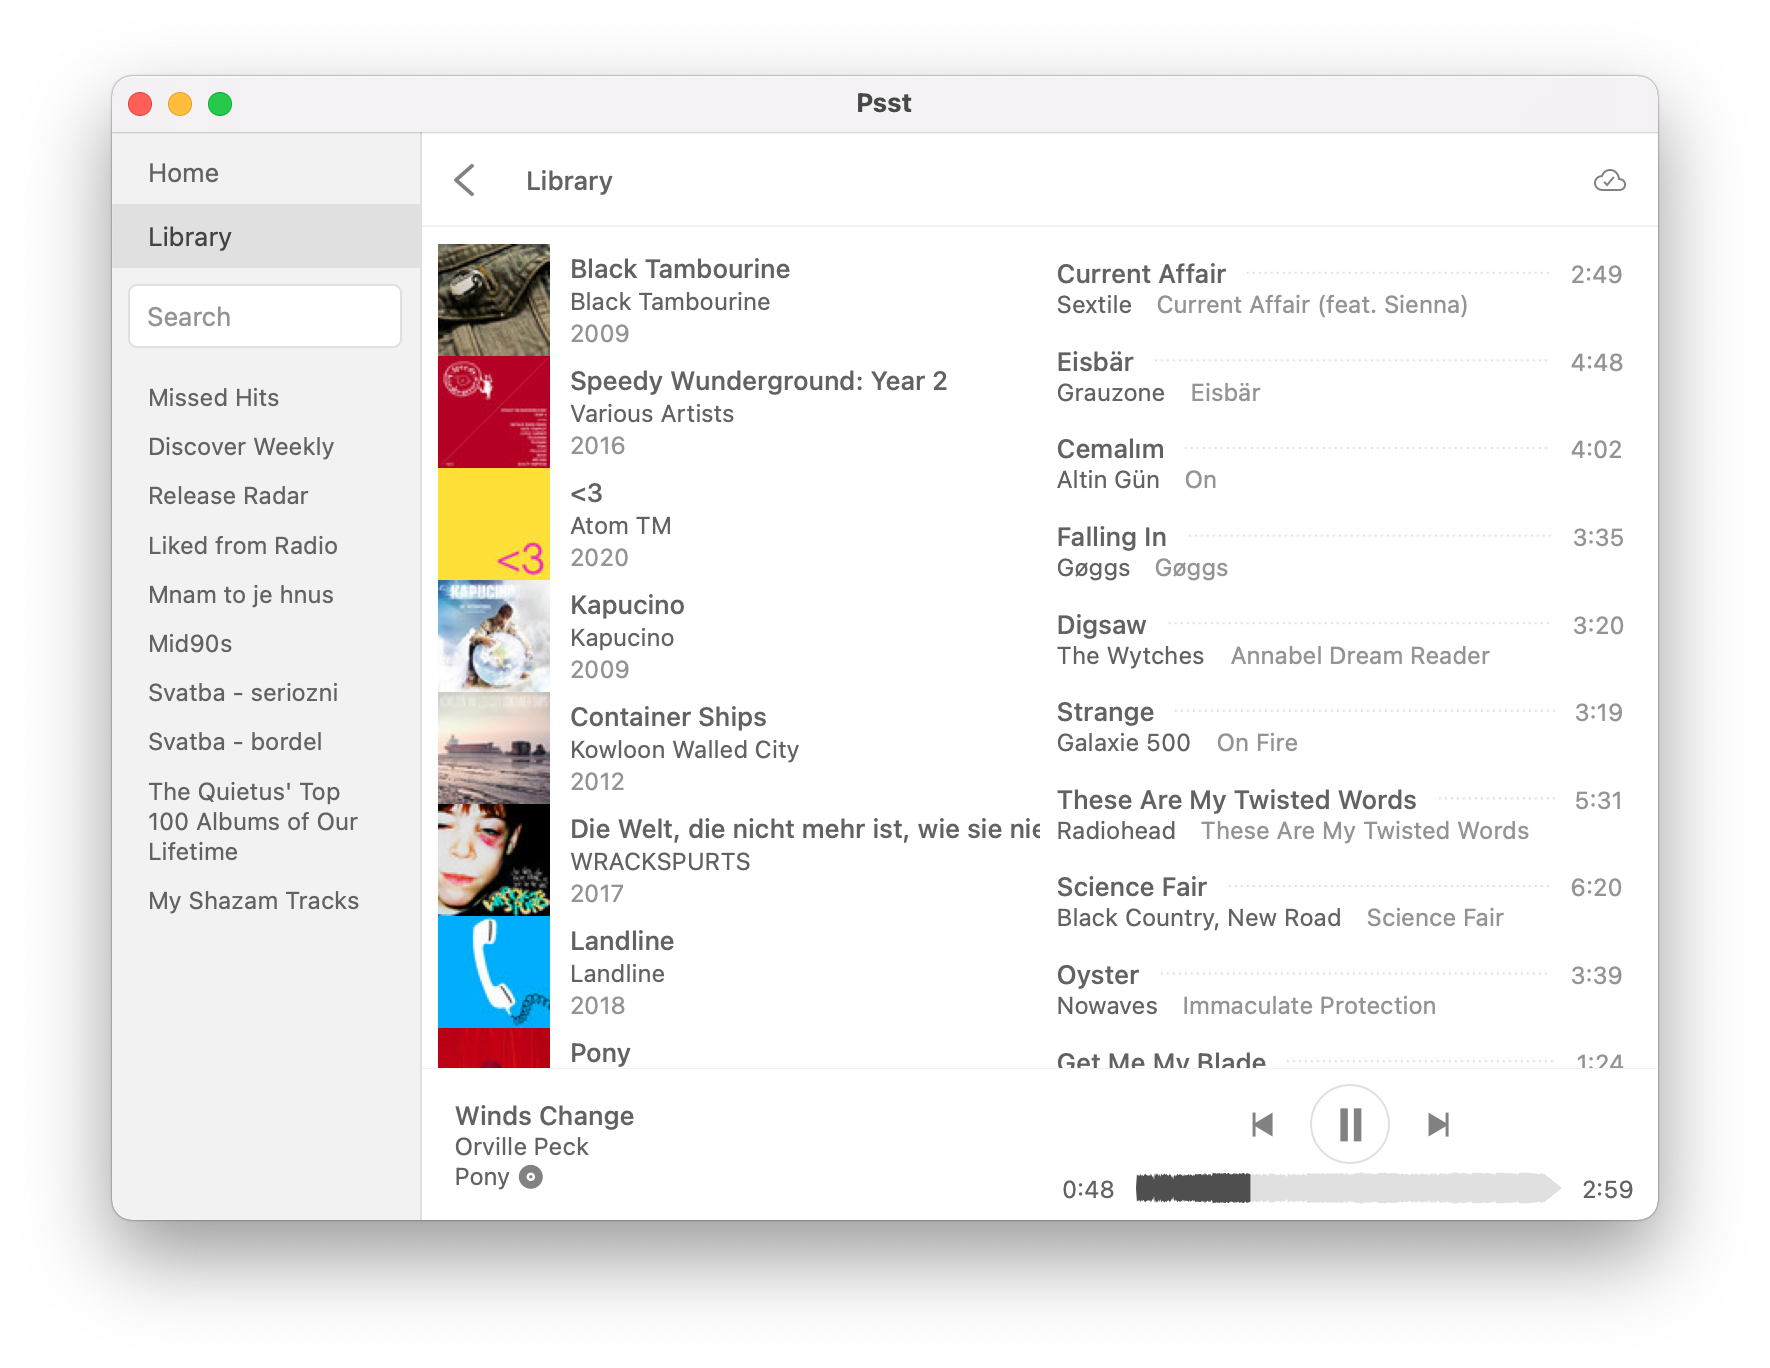 Psst
Home
Library
Search
Missed Hits
Discover Weekly
Release Radar
Liked from Radio
Mnam to je hnus
Mid90s
Svatba - seriozni
Svatba - bordel
The Quietus' Top
100 Albums of Our
Lifetime
My Shazam Tracks
Library
Black Tambourine
Black Tambourine
2009
Speedy Wunderground: Year 2
Various Artists
2016
<3
<3
Atom TM
2020
KAPUCINO
Kapucino
Kapucino
2009
Container Ships
Kowloon Walled City
2012
Die Welt, die nicht mehr ist, wie sie nie
WRACKSPURTS
2017
Landline
Landline
2018
Pony
Current Affair 2:49
Sextile Current Affair (feat. Sienna)
Eisbär 4:48
Grauzone Eisbär
Cemalım 4:02
Altin Gün On
Falling In 3:35
Gøggs Gøggs
Digsaw 3:20
The Wytches Annabel Dream Reader
Strange 3:19
Galaxie 500 On Fire
These Are My Twisted Words 5:31
Radiohead These Are My Twisted Words
Science Fair 6:20
Black Country, New Road Science Fair
Oyster 3:39
Nowaves Immaculate Protection
Get Me My Blade 1:24
Winds Change
Orville Peck
Pony
0:48 2:59